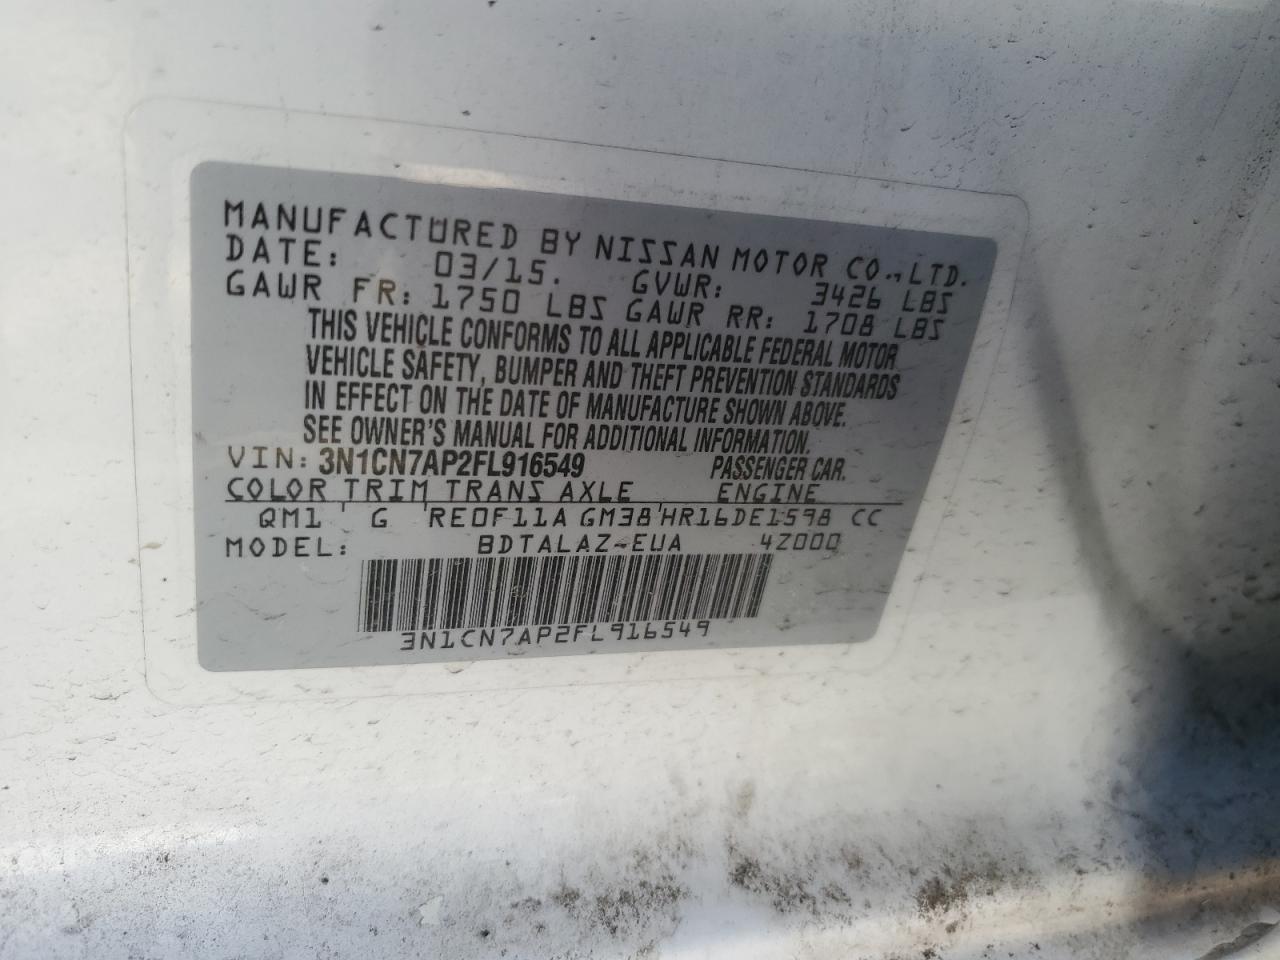 MANUFACTURED BY NISSAN MOTOR CO.,LTD.
DATE: 03/15. GVWR: 3426 LBS
GAWR FR: 1750 LBS GAWR RR: 1708 LBS
THIS VEHICLE CONFORMS TO ALL APPLICABLE FEDERAL MOTOR
VEHICLE SAFETY, BUMPER AND THEFT PREVENTION STANDARDS
IN EFFECT ON THE DATE OF MANUFACTURE SHOWN ABOVE.
SEE OWNER'S MANUAL FOR ADDITIONAL INFORMATION.
VIN: 3N1CN7AP2FL916549 PASSENGER CAR.
COLOR TRIM TRANS AXLE ENGINE
QM1 G RE0F11A GM38 HR16DE1598 CC
MODEL: BDTALAZ-EUA 4Z000
3N1CN7AP2FL916549